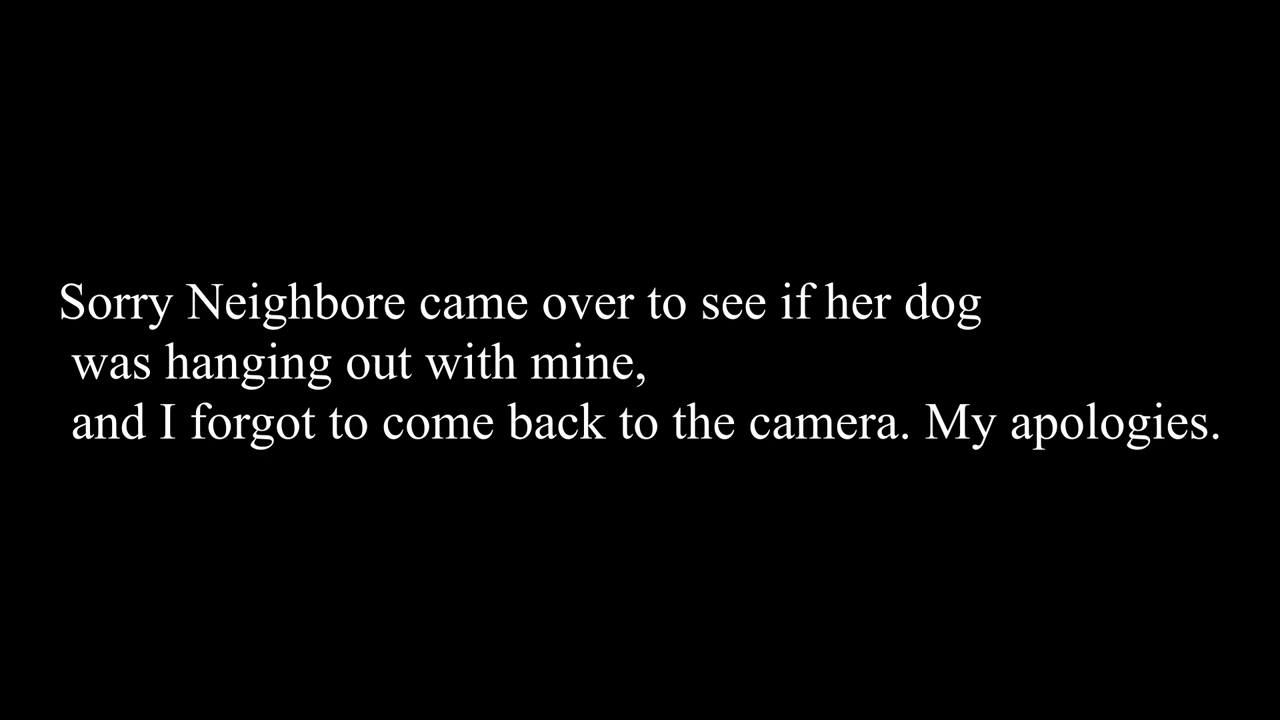 Sorry Neighbore came over to see if her dog
was hanging out with mine,
and I forgot to come back to the camera. My apologies.